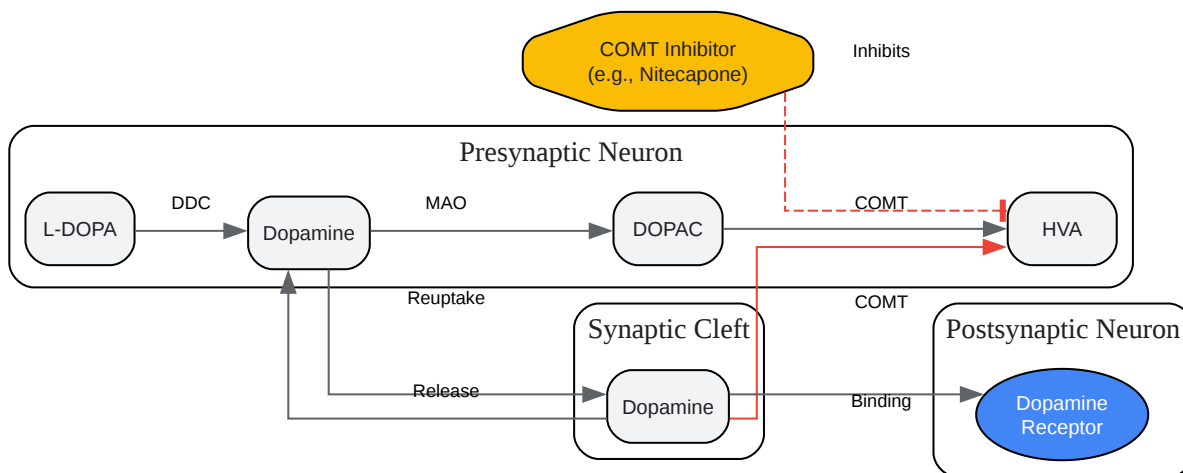 COMT Inhibitor
(e.g., Nitecapone)
Inhibits
Presynaptic Neuron
L-DOPA
DDC
Dopamine
MAO
DOPAC
COMT
HVA
Reuptake
COMT
Synaptic Cleft
Postsynaptic Neuron
Release
Dopamine
Binding
Dopamine
Receptor